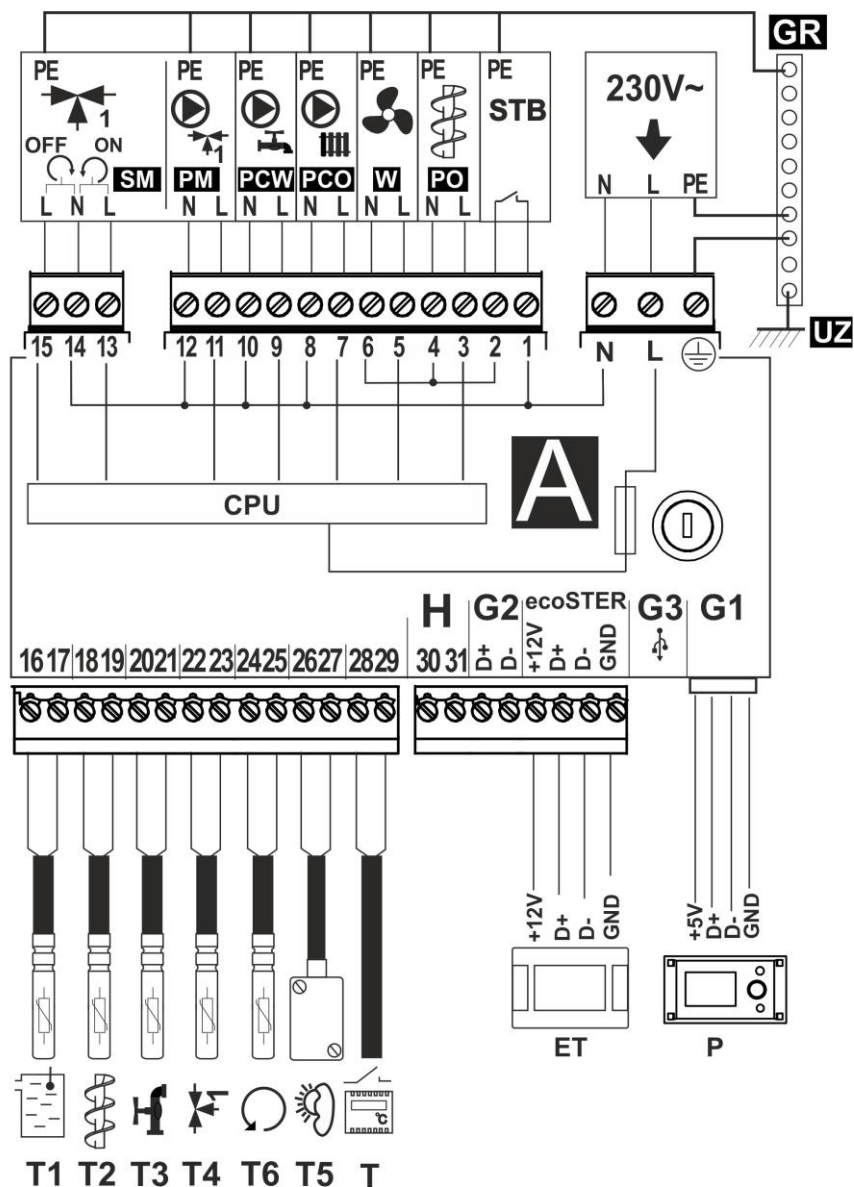 GR
PE PE PE PE PE PE PE
230V~
1
STB
1
OFF ON
SM PM PCW PCO W PO
N L PE
L N L N L N L N L N L N L
UZ
15 14 13 12 11 10 9 8 7 6 5 4 3 2 1 N L
A
CPU
H G2 ecoSTER G3 G1
+12V D+ D- GND
D+ D-
16 17 18 19 20 21 22 23 24 25 26 27 28 29 30 31
+12V D+ D- GND
+5V D+ D- GND
ET P
1
°C
T1 T2 T3 T4 T6 T5 T